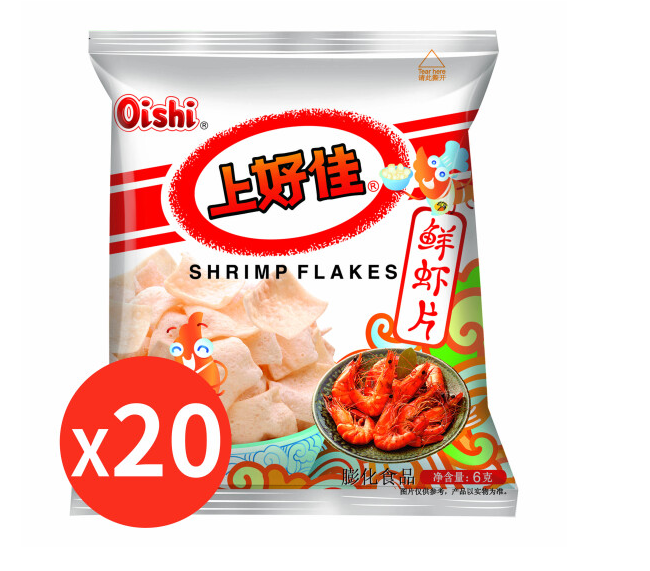 Tear here
请此撕开
Oishi®
上好佳®
SHRIMP FLAKES
鲜虾片
x20
膨化食品
净含量: 6克
图片仅供参考，产品以实物为准。